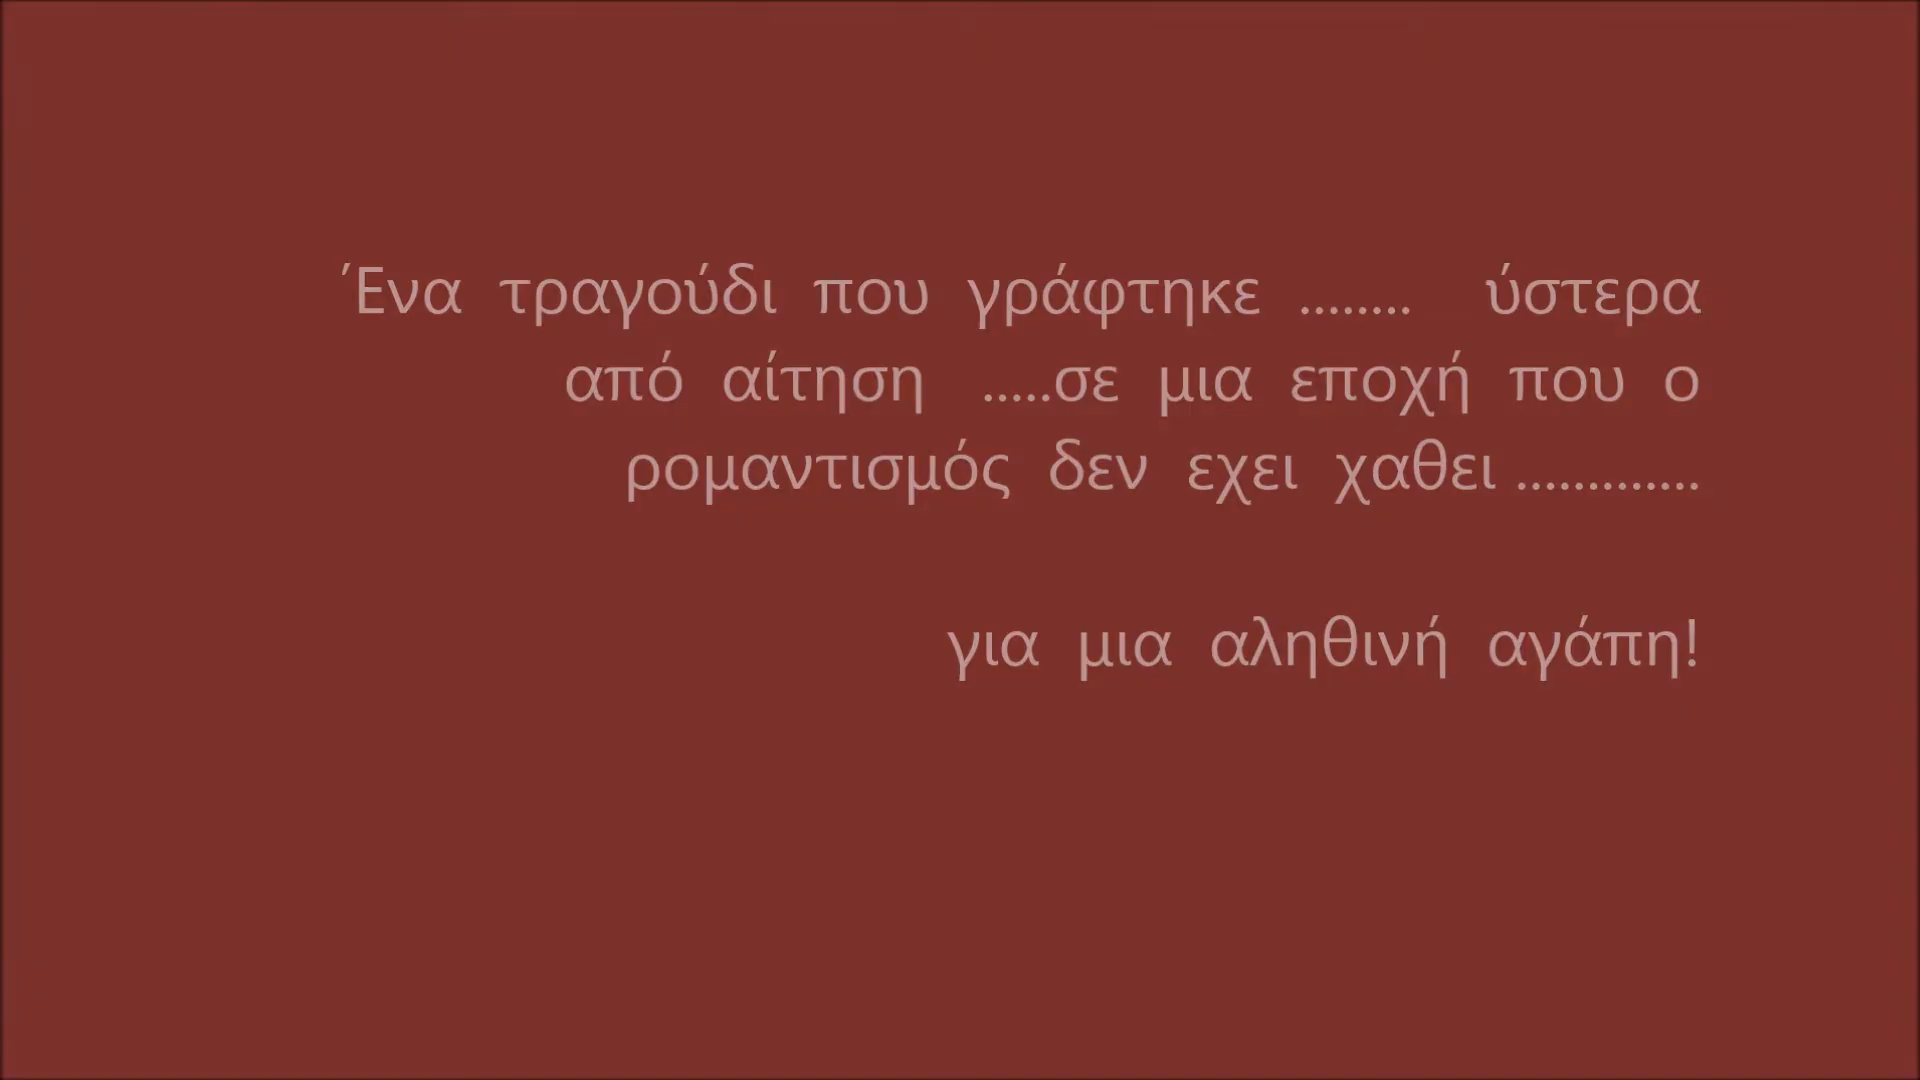 Ένα τραγούδι που γράφτηκε ........ ύστερα
από αίτηση .....σε μια εποχή που ο
ρομαντισμός δεν εχει χαθει .............
για μια αληθινή αγάπη!